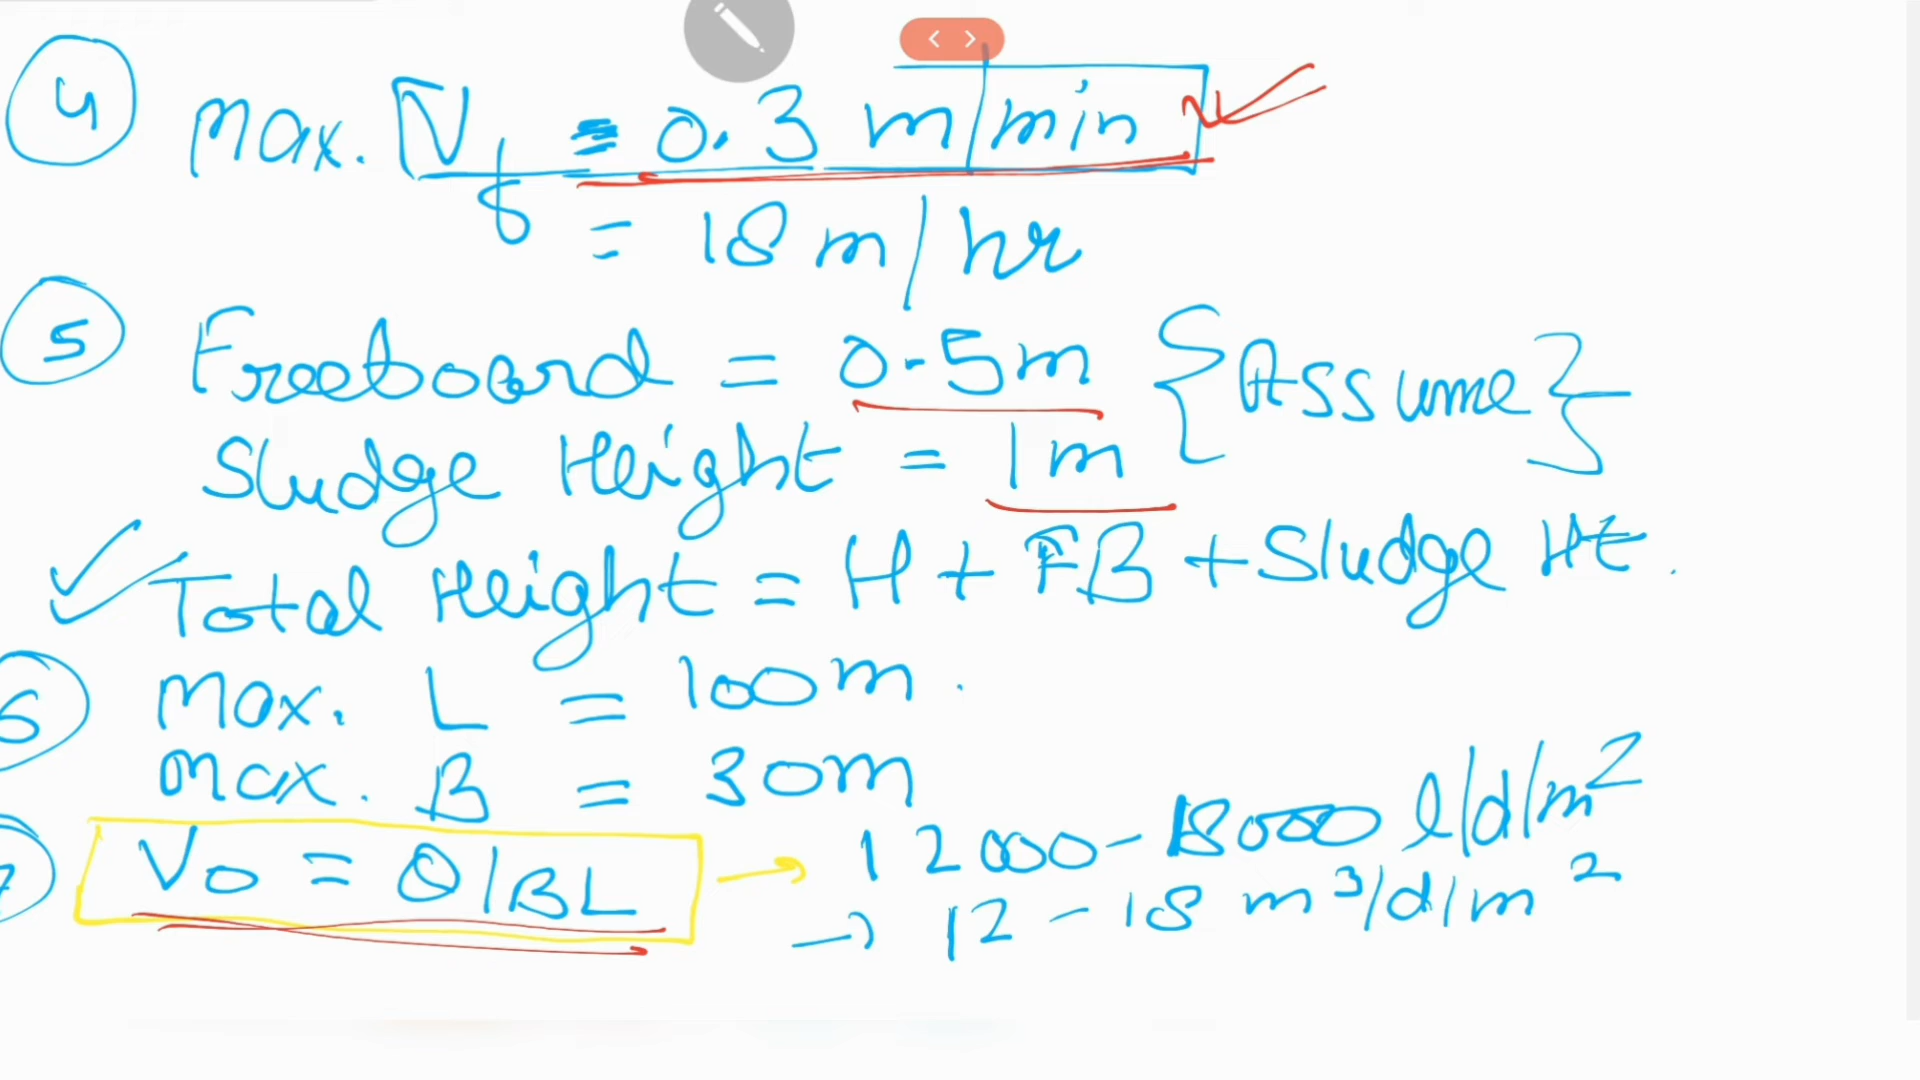 4 Max. Vf = 0.3 m/min
= 18 m/hr
5 Freeboard = 0.5m {Assume}
Sludge Height = 1m
Total Height = H + FB + Sludge Ht.
6 Max. L = 100m.
Max. B = 30m
7 Vo = Q/BL → 12000-18000 l/d/m²
→ 12 - 18 m³/d/m²